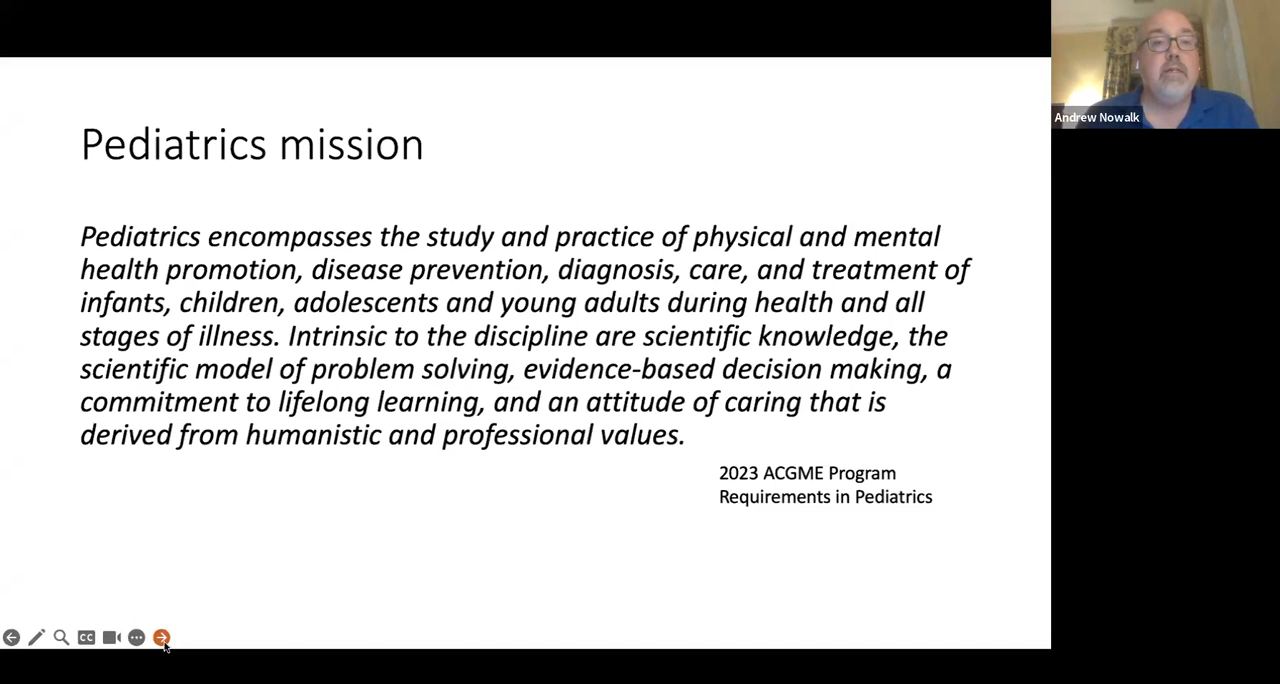 Pediatrics mission
Pediatrics encompasses the study and practice of physical and mental
health promotion, disease prevention, diagnosis, care, and treatment of
infants, children, adolescents and young adults during health and all
stages of illness. Intrinsic to the discipline are scientific knowledge, the
scientific model of problem solving, evidence-based decision making, a
commitment to lifelong learning, and an attitude of caring that is
derived from humanistic and professional values.
2023 ACGME Program
Requirements in Pediatrics
CC
Andrew Nowalk